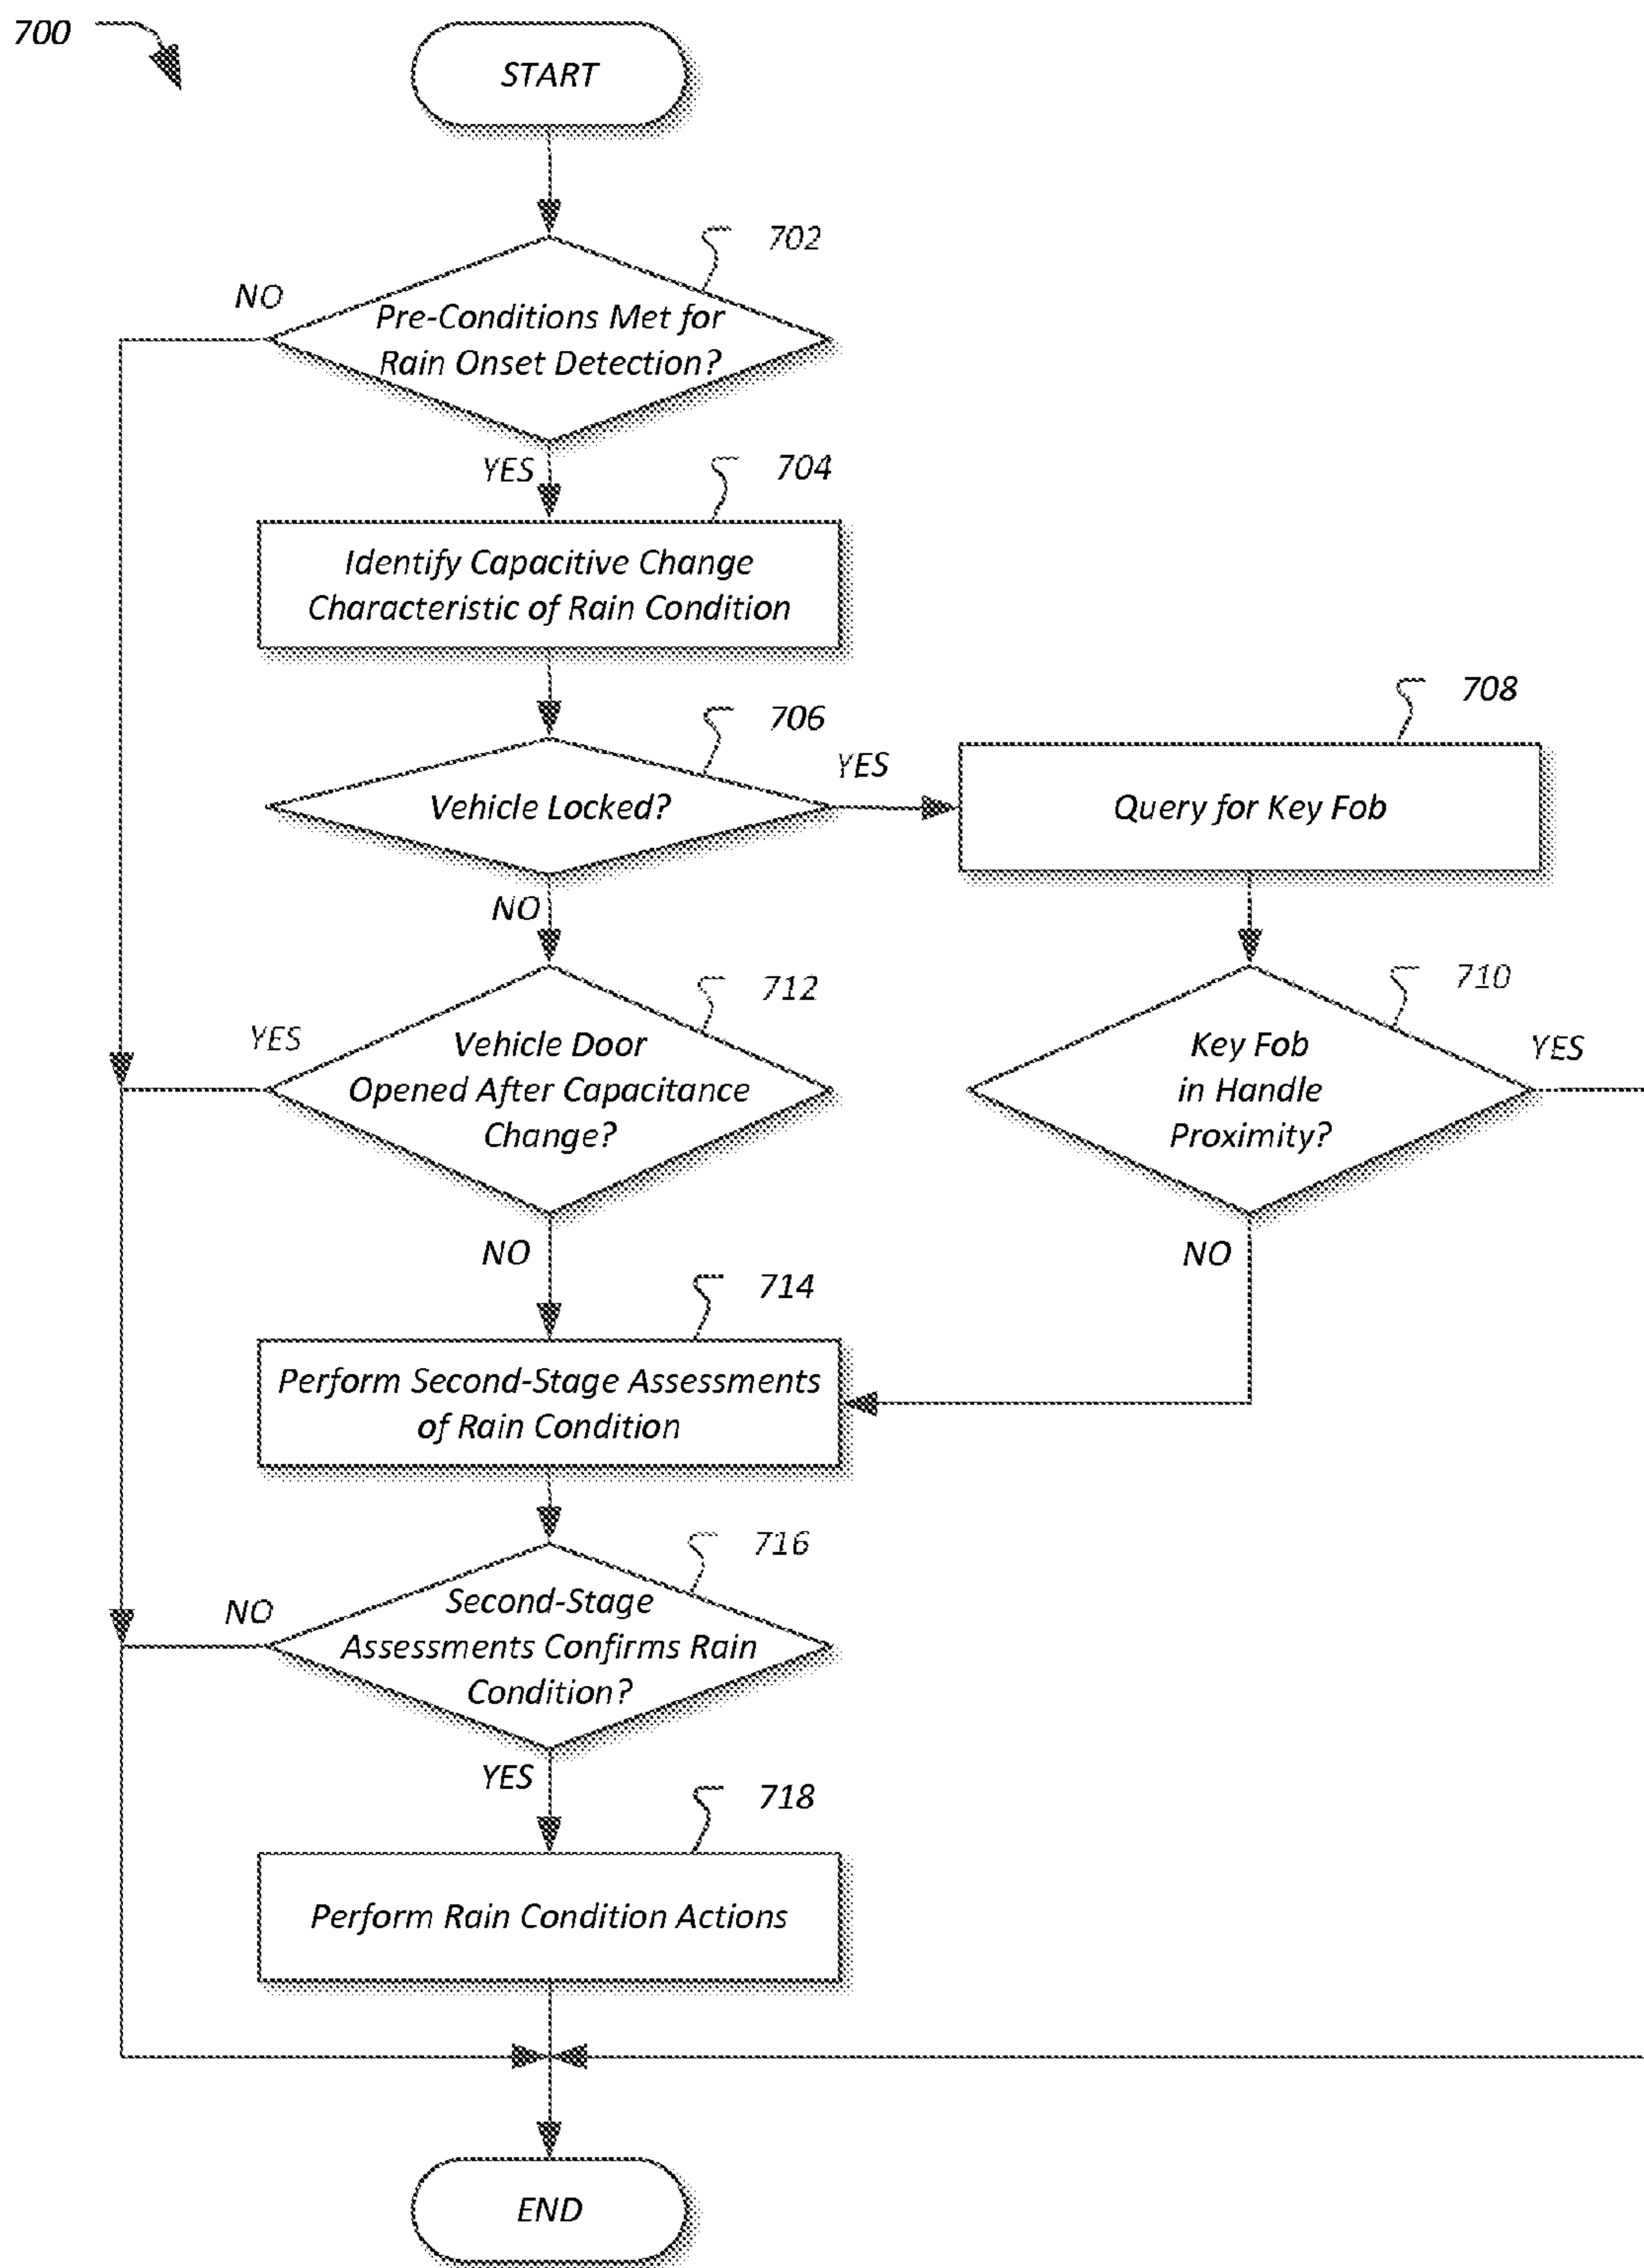 700
START
702
NO
Pre-Conditions Met for
Rain Onset Detection?
YES
704
Identify Capacitive Change
Characteristic of Rain Condition
706
708
YES
Vehicle Locked?
Query for Key Fob
NO
712
710
YES
Vehicle Door
Opened After Capacitance
Change?
Key Fob
in Handle
Proximity?
YES
NO
NO
714
Perform Second-Stage Assessments
of Rain Condition
716
NO
Second-Stage
Assessments Confirms Rain
Condition?
YES
718
Perform Rain Condition Actions
END